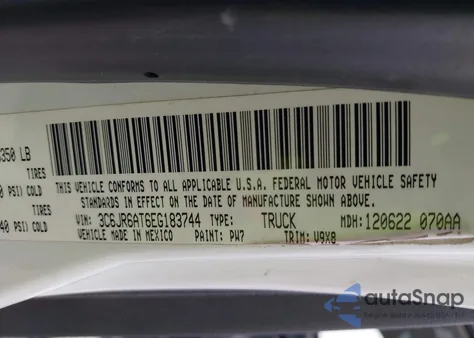 350 LB
TIRES
0 PSI) COLD
TIRES
40 PSI) COLD
THIS VEHICLE CONFORMS TO ALL APPLICABLE U.S.A. FEDERAL MOTOR VEHICLE SAFETY
STANDARDS IN EFFECT ON THE DATE OF MANUFACTURE SHOWN ABOVE.
VIN: 3C6JR6AT6EG183744 TYPE: TRUCK MDH: 120622 070AA
MADE IN MEXICO PAINT: PW7 TRIM: V9X8
autoSnap